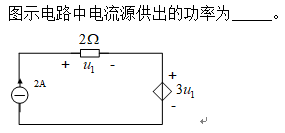 图示电路中电流源供出的功率为_____。
2Ω
+ u₁ -
2A
+
3u₁
-